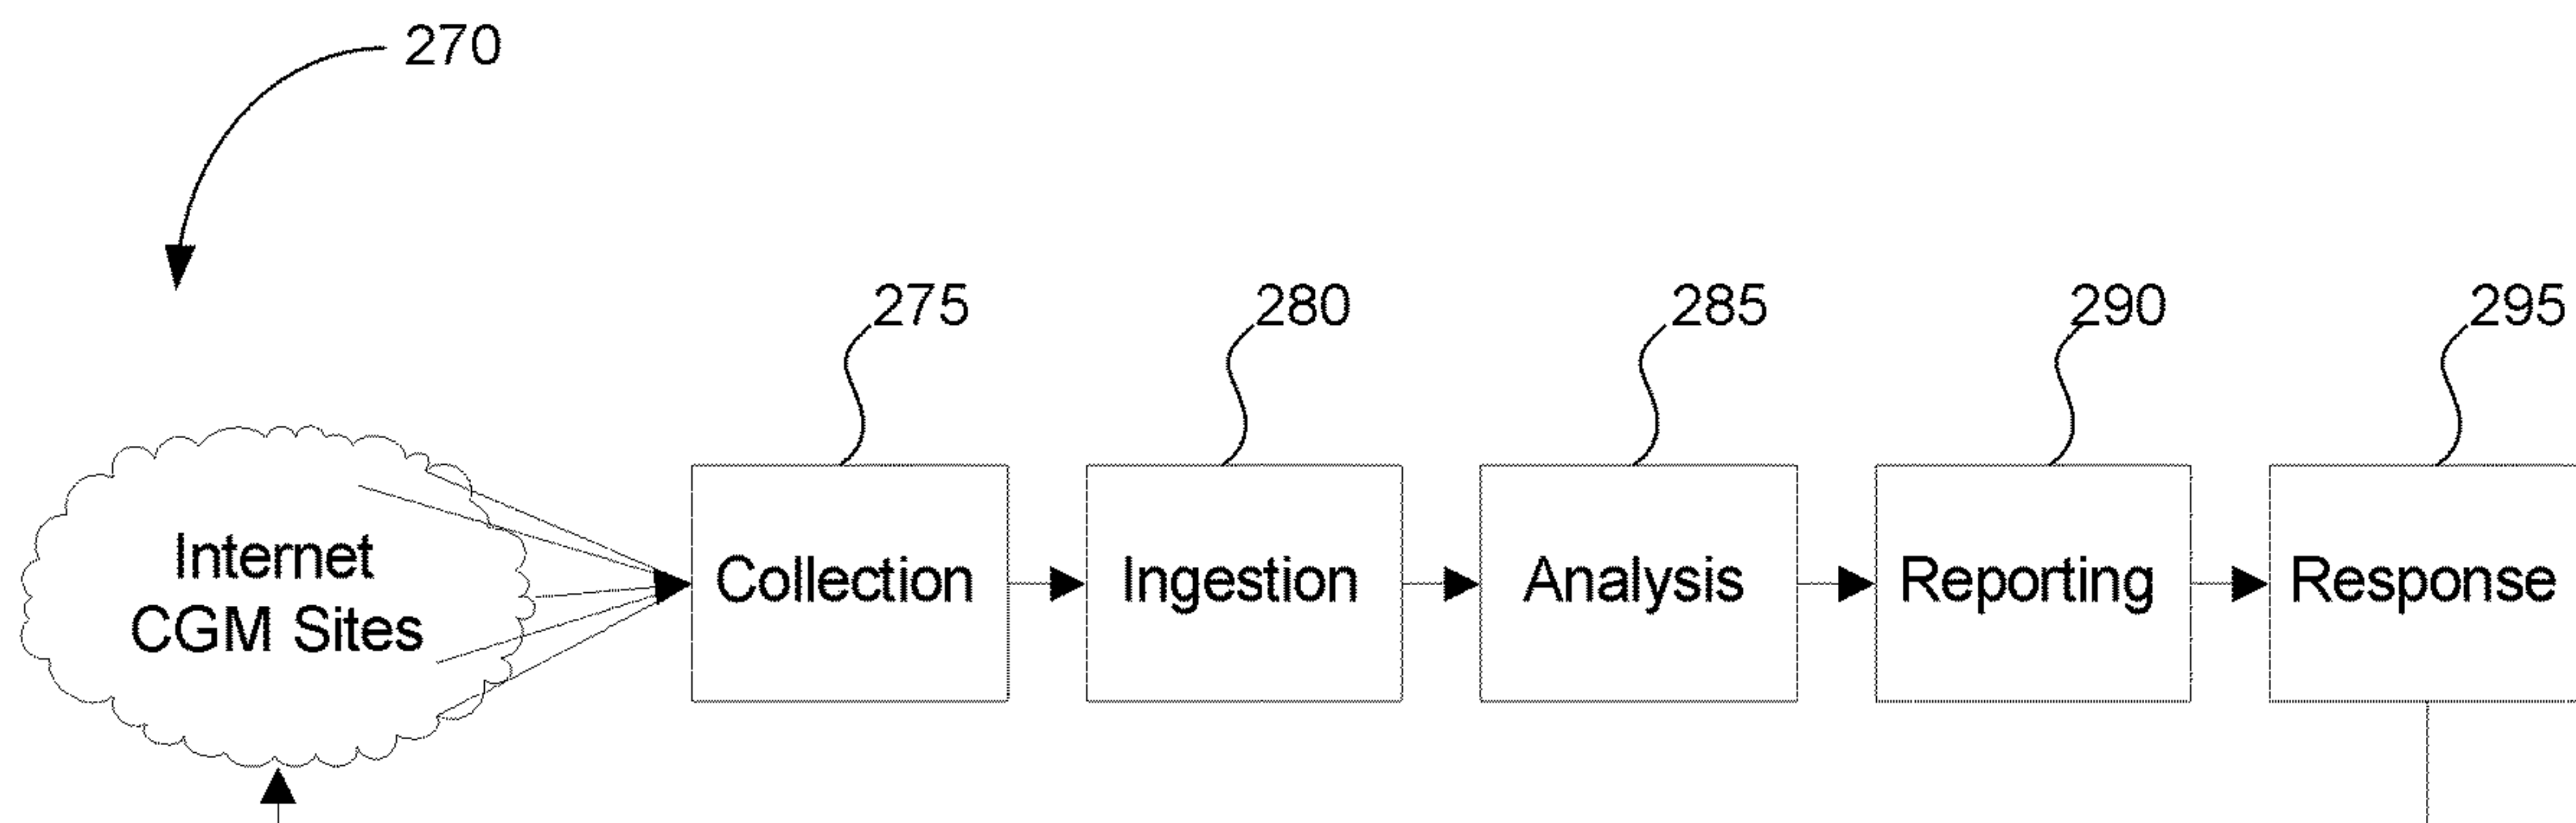 270
275
280
285
290
295
Internet
CGM Sites
Collection
Ingestion
Analysis
Reporting
Response